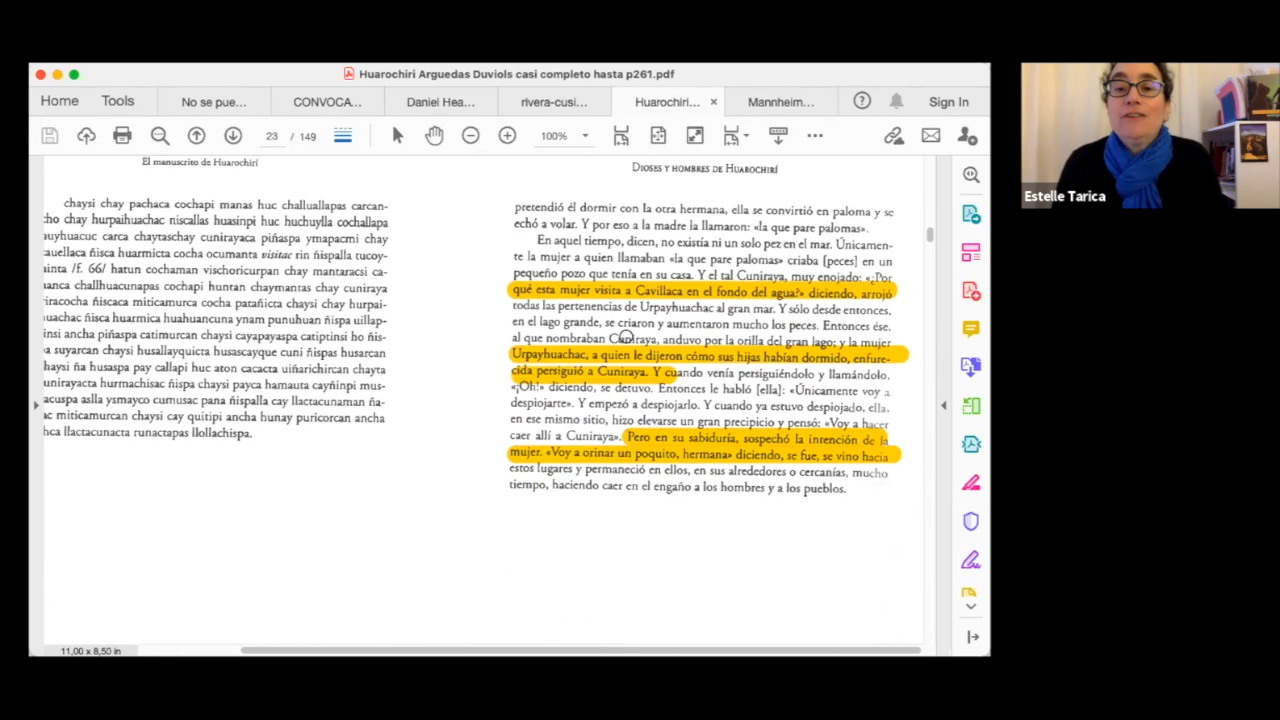 Huarochiri Arguedas Duviols casi completo hasta p261.pdf
Home Tools No se pue... CONVOCA... Daniel Hea... rivera-cusi... Huarochiri... × Mannheim... ? Sign In
23 / 149 100%
El manuscrito de Huarochirí
chaysi chay pachaca cochapi manas huc challuallapas carcan-
cho chay hurpaihuachac niscallas huasinpi huc huchuylla cochallapa
auyhuacuc carca chaytaschay cunirayaca piñaspa ymapacmi chay
cauellaca ñisca huarmicta cocha ocumanta visitac rin ñispalla tucoy-
ainta /f. 66/ hatun cochaman vischoricurpan chay mantaracsi ca-
nanca challhuacunapas cochapi huntan chaymantas chay cuniraya
riracocha ñiscaca miticamurca cocha patañicta chaysi chay hurpai-
uachac ñisca huarmica huahuancuna ynam punuhuan ñispa uillap-
insi ancha piñaspa catimurcan chaysi cayapayaspa catiptinsi ho ñis-
a suyarcan chaysi husallayquicta husascayque cuni ñispas husarcan
haysi ña husaspa pay callapi huc aton cacacta uiñarichircan chayta
unirayacta hurmachisac ñispa chaysi payca hamauta cayñinpi mus-
acuspa aslla ysmayco cumusac pana ñispalla cay llactacunaman ña-
ac miticamurcan chaysi cay quitipi ancha hunay puricorcan ancha
hca llactacunacta runactapas llollachispa.
DIOSES Y HOMBRES DE HUAROCHIRÍ
pretendió él dormir con la otra hermana, ella se convirtió en paloma y se
echó a volar. Y por eso a la madre la llamaron: «la que pare palomas».
En aquel tiempo, dicen, no existía ni un solo pez en el mar. Únicamen-
te la mujer a quien llamaban «la que pare palomas» criaba [peces] en un
pequeño pozo que tenía en su casa. Y el tal Cuniraya, muy enojado: «¿Por
qué esta mujer visita a Cavillaca en el fondo del agua?» diciendo, arrojó
todas las pertenencias de Urpayhuachac al gran mar. Y sólo desde entonces,
en el lago grande, se criaron y aumentaron mucho los peces. Entonces ése,
al que nombraban Cuniraya, anduvo por la orilla del gran lago; y la mujer
Urpayhuachac, a quien le dijeron cómo sus hijas habían dormido, enfure-
cida persiguió a Cuniraya. Y cuando venía persiguiéndolo y llamándolo,
«¡Oh!» diciendo, se detuvo. Entonces le habló [ella]: «Únicamente voy a
despiojarte». Y empezó a despiojarlo. Y cuando ya estuvo despiojado, ella,
en ese mismo sitio, hizo elevarse un gran precipicio y pensó: «Voy a hacer
caer allí a Cuniraya». Pero en su sabiduría, sospechó la intención de la
mujer. «Voy a orinar un poquito, hermana» diciendo, se fue, se vino hacia
estos lugares y permaneció en ellos, en sus alrededores o cercanías, mucho
tiempo, haciendo caer en el engaño a los hombres y a los pueblos.
11,00 x 8,50 in
Estelle Tarica